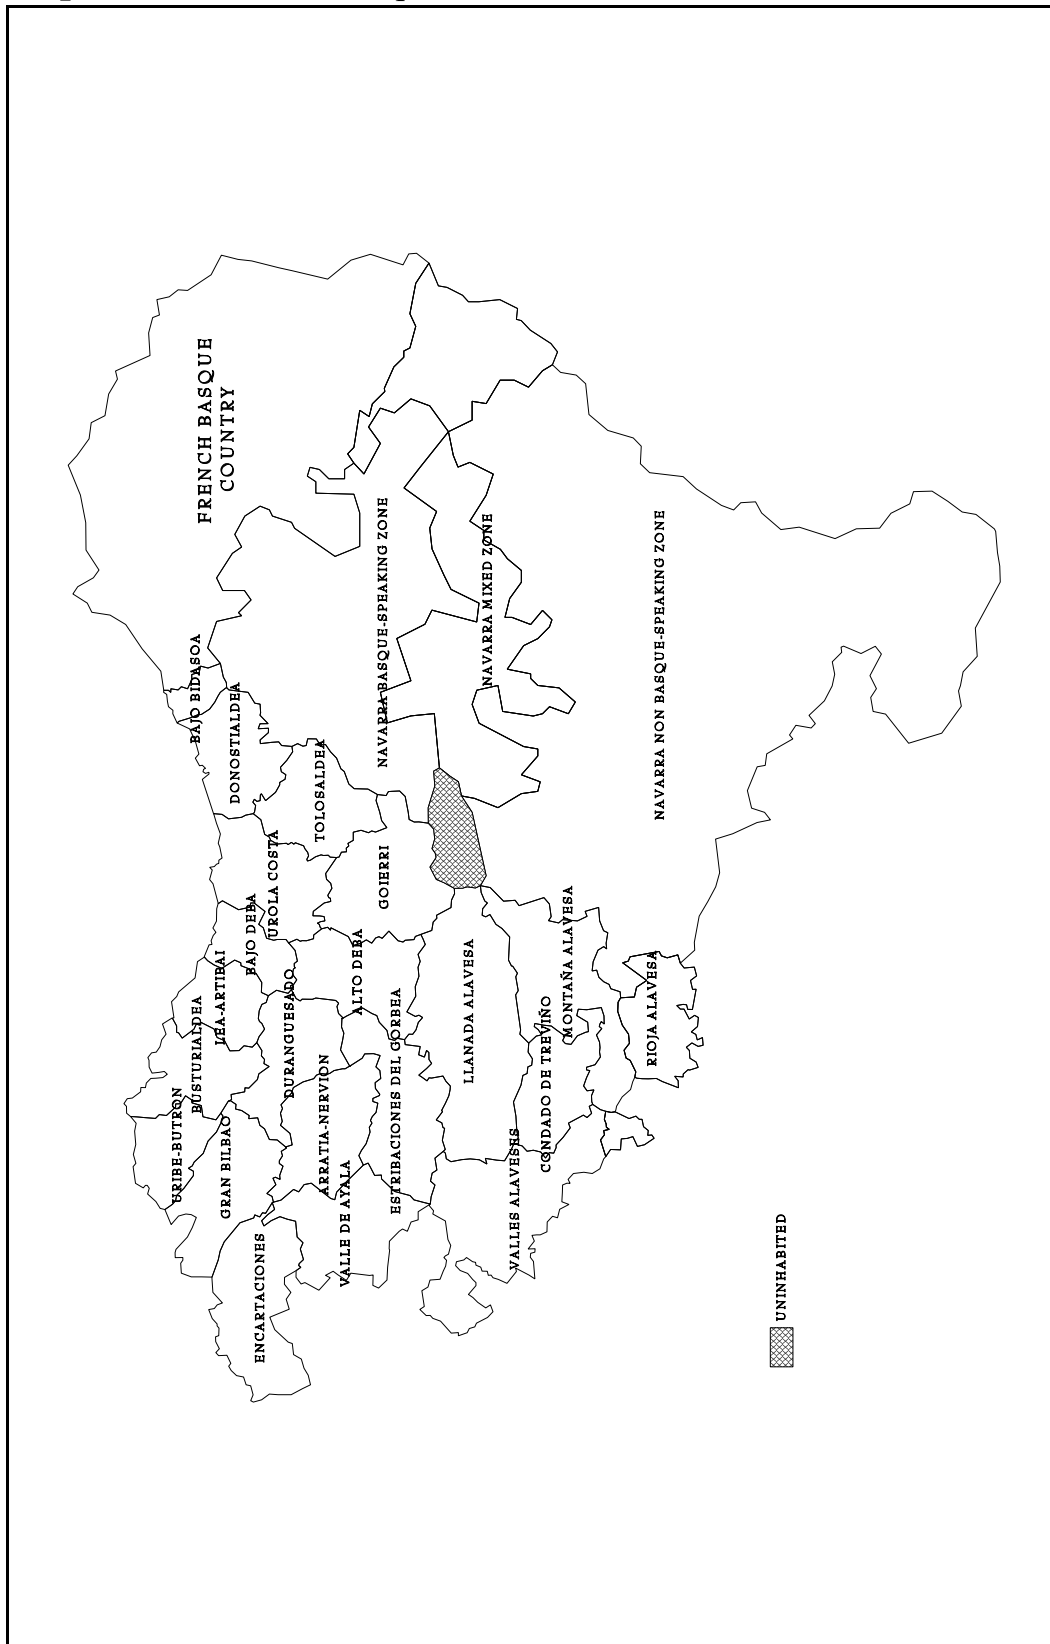 FRENCH BASQUE
COUNTRY
BAJO BIDASOA
DONOSTIALDEA
TOLOSALDEA
NAVARRA BASQUE-SPEAKING ZONE
NAVARRA MIXED ZONE
NAVARRA NON BASQUE-SPEAKING ZONE
UROLA COSTA
GOIERRI
BAJO DEBA
ALTO DEBA
LEA-ARTIBAI
BUSTURIALDEA
DURANGUESADO
URIBE-BUTRON
GRAN BILBAO
ARRATIA-NERVION
ENCARTACIONES
VALLE DE AYALA
ESTRIBACIONES DEL GORBEA
LLANADA ALAVESA
MONTAÑA ALAVESA
CONDADO DE TREVIÑO
VALLES ALAVESES
RIOJA ALAVESA
UNINHABITED